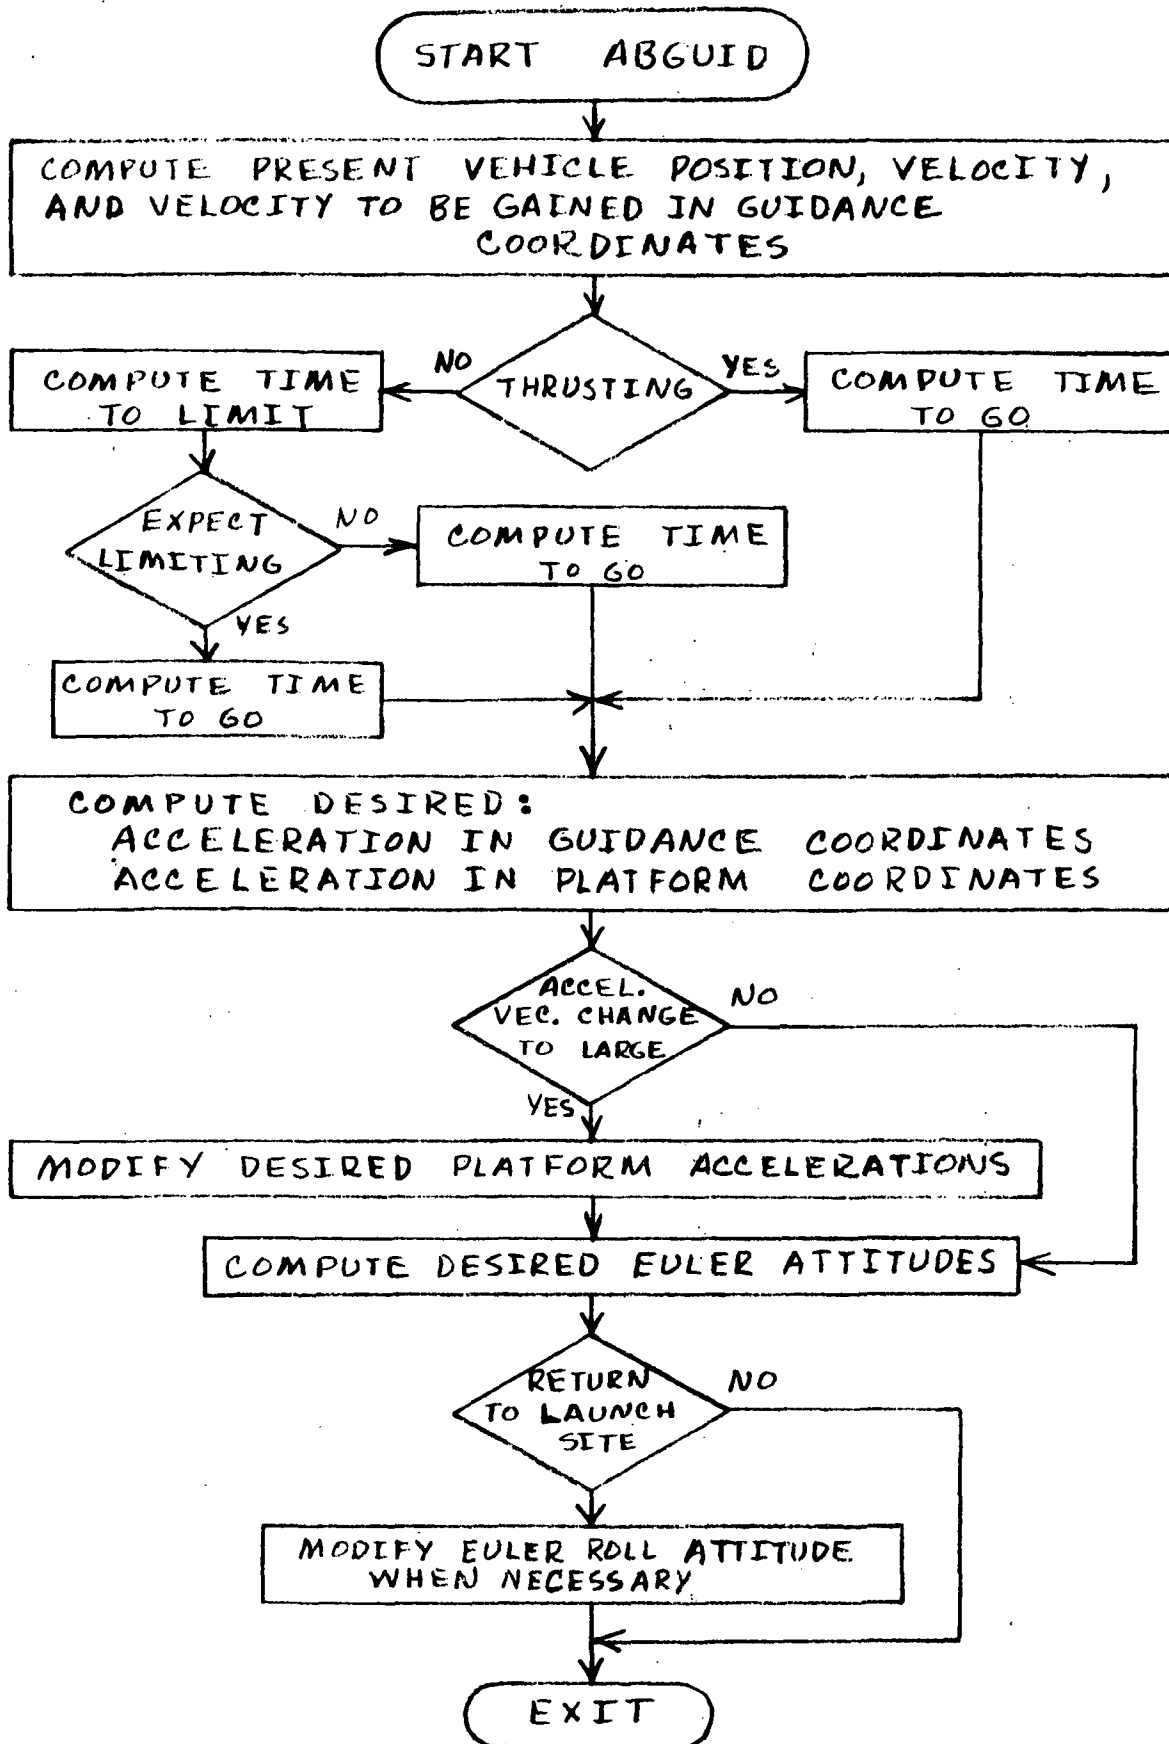 START ABGUID
COMPUTE PRESENT VEHICLE POSITION, VELOCITY,
AND VELOCITY TO BE GAINED IN GUIDANCE
COORDINATES
NO
THRUSTING
YES
COMPUTE TIME
TO LIMIT
COMPUTE TIME
TO GO
EXPECT
LIMITING
NO
COMPUTE TIME
TO GO
YES
COMPUTE TIME
TO GO
COMPUTE DESIRED:
ACCELERATION IN GUIDANCE COORDINATES
ACCELERATION IN PLATFORM COORDINATES
ACCEL.
VEC. CHANGE
TO LARGE
NO
YES
MODIFY DESIRED PLATFORM ACCELERATIONS
COMPUTE DESIRED EULER ATTITUDES
RETURN
TO LAUNCH
SITE
NO
MODIFY EULER ROLL ATTITUDE
WHEN NECESSARY
EXIT